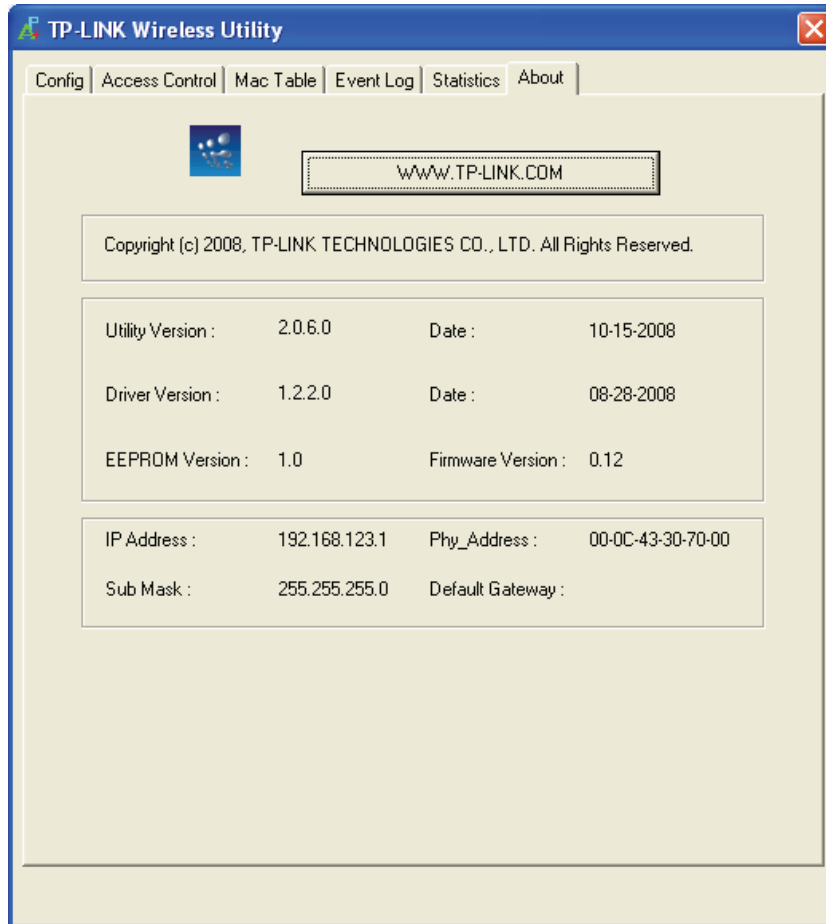 TP-LINK Wireless Utility
Config Access Control Mac Table Event Log Statistics About
WWW.TP-LINK.COM
Copyright (c) 2008, TP-LINK TECHNOLOGIES CO., LTD. All Rights Reserved.
Utility Version : 2.0.6.0 Date : 10-15-2008
Driver Version : 1.2.2.0 Date : 08-28-2008
EEPROM Version : 1.0 Firmware Version : 0.12
IP Address : 192.168.123.1 Phy_Address : 00-0C-43-30-70-00
Sub Mask : 255.255.255.0 Default Gateway :